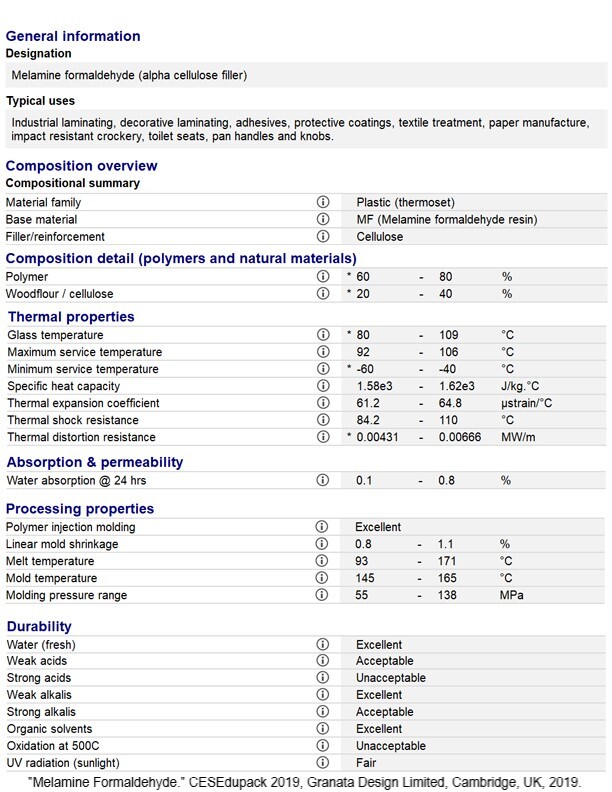 General information
Designation
Melamine formaldehyde (alpha cellulose filler)
Typical uses
Industrial laminating, decorative laminating, adhesives, protective coatings, textile treatment, paper manufacture,
impact resistant crockery, toilet seats, pan handles and knobs.
Composition overview
Compositional summary
Material family ⓘ Plastic (thermoset)
Base material ⓘ MF (Melamine formaldehyde resin)
Filler/reinforcement ⓘ Cellulose
Composition detail (polymers and natural materials)
Polymer ⓘ * 60 - 80 %
Woodflour / cellulose ⓘ * 20 - 40 %
Thermal properties
Glass temperature ⓘ * 80 - 109 °C
Maximum service temperature ⓘ 92 - 106 °C
Minimum service temperature ⓘ * -60 - -40 °C
Specific heat capacity ⓘ 1.58e3 - 1.62e3 J/kg.°C
Thermal expansion coefficient ⓘ 61.2 - 64.8 µstrain/°C
Thermal shock resistance ⓘ 84.2 - 110 °C
Thermal distortion resistance ⓘ * 0.00431 - 0.00666 MW/m
Absorption & permeability
Water absorption @ 24 hrs ⓘ 0.1 - 0.8 %
Processing properties
Polymer injection molding ⓘ Excellent
Linear mold shrinkage ⓘ 0.8 - 1.1 %
Melt temperature ⓘ 93 - 171 °C
Mold temperature ⓘ 145 - 165 °C
Molding pressure range ⓘ 55 - 138 MPa
Durability
Water (fresh) ⓘ Excellent
Weak acids ⓘ Acceptable
Strong acids ⓘ Unacceptable
Weak alkalis ⓘ Excellent
Strong alkalis ⓘ Acceptable
Organic solvents ⓘ Excellent
Oxidation at 500C ⓘ Unacceptable
UV radiation (sunlight) ⓘ Fair
"Melamine Formaldehyde." CESEdupack 2019, Granata Design Limited, Cambridge, UK, 2019.